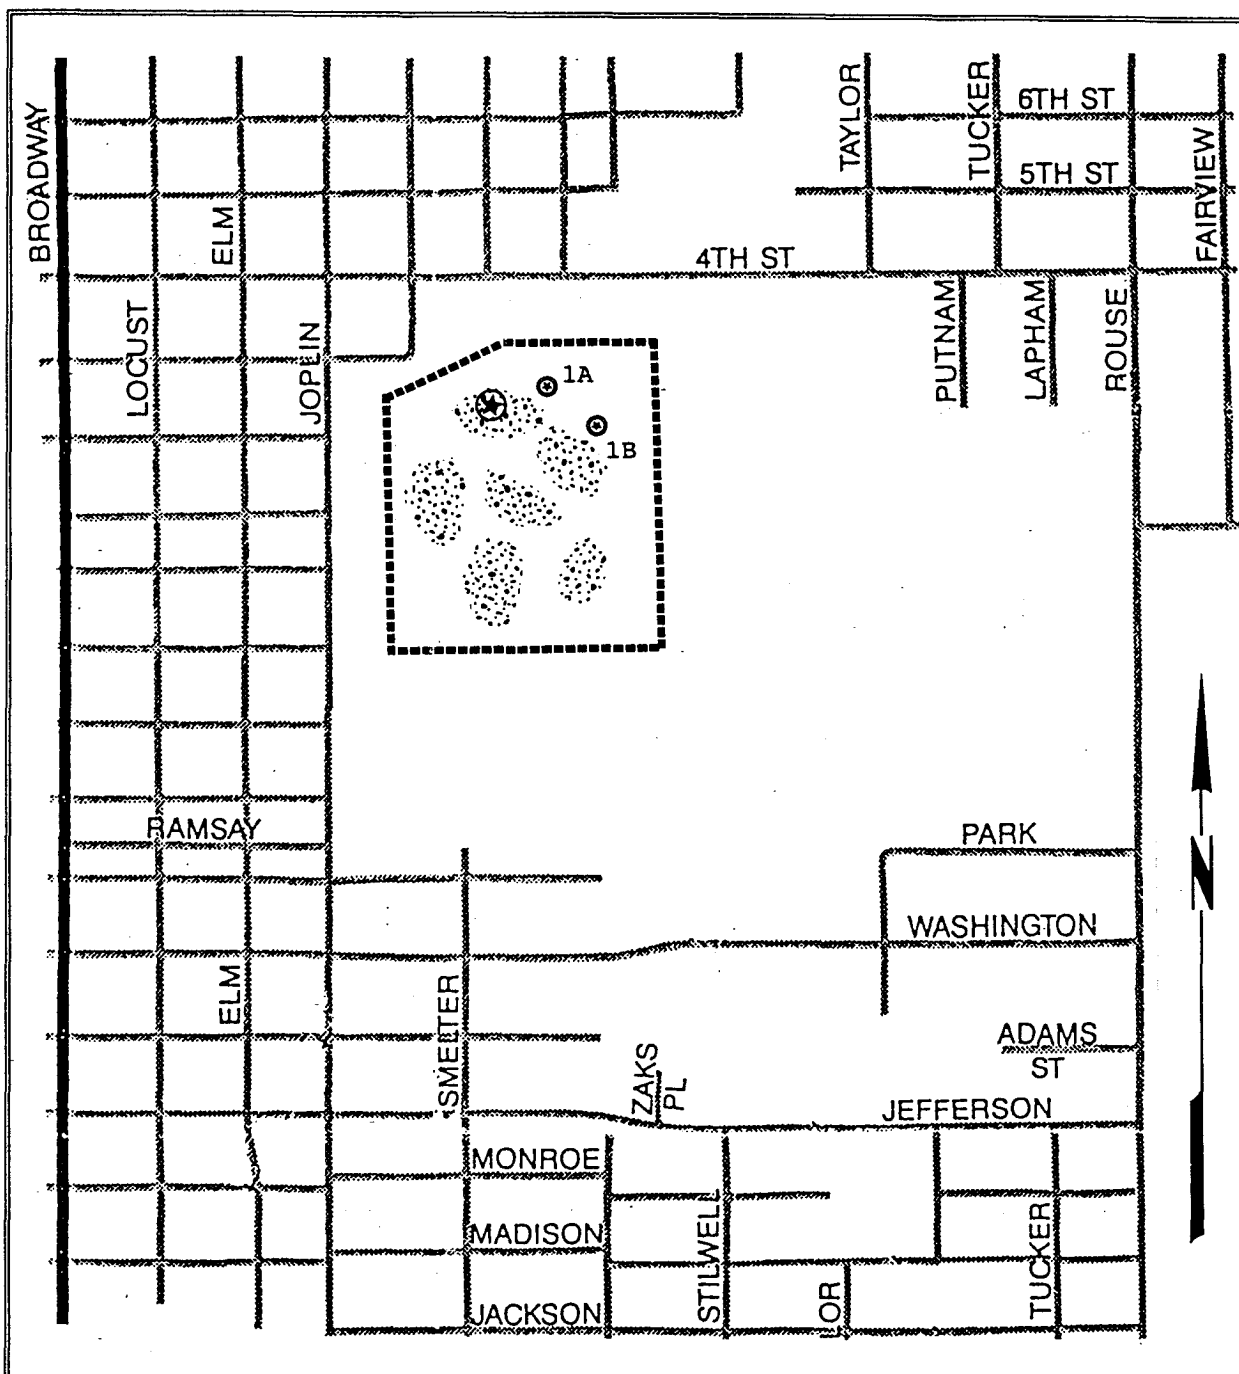 BROADWAY
TAYLOR
TUCKER
6TH ST
5TH ST
FAIRVIEW
ELM
4TH ST
LOCUST
JOPLIN
PUTNAM
LAPHAM
ROUSE
1A
1B
RAMSAY
PARK
N
WASHINGTON
ELM
SMELTER
ZAKS
PL
ADAMS
ST
JEFFERSON
MONROE
MADISON
STILWELL
TUCKER
JACKSON
LOR